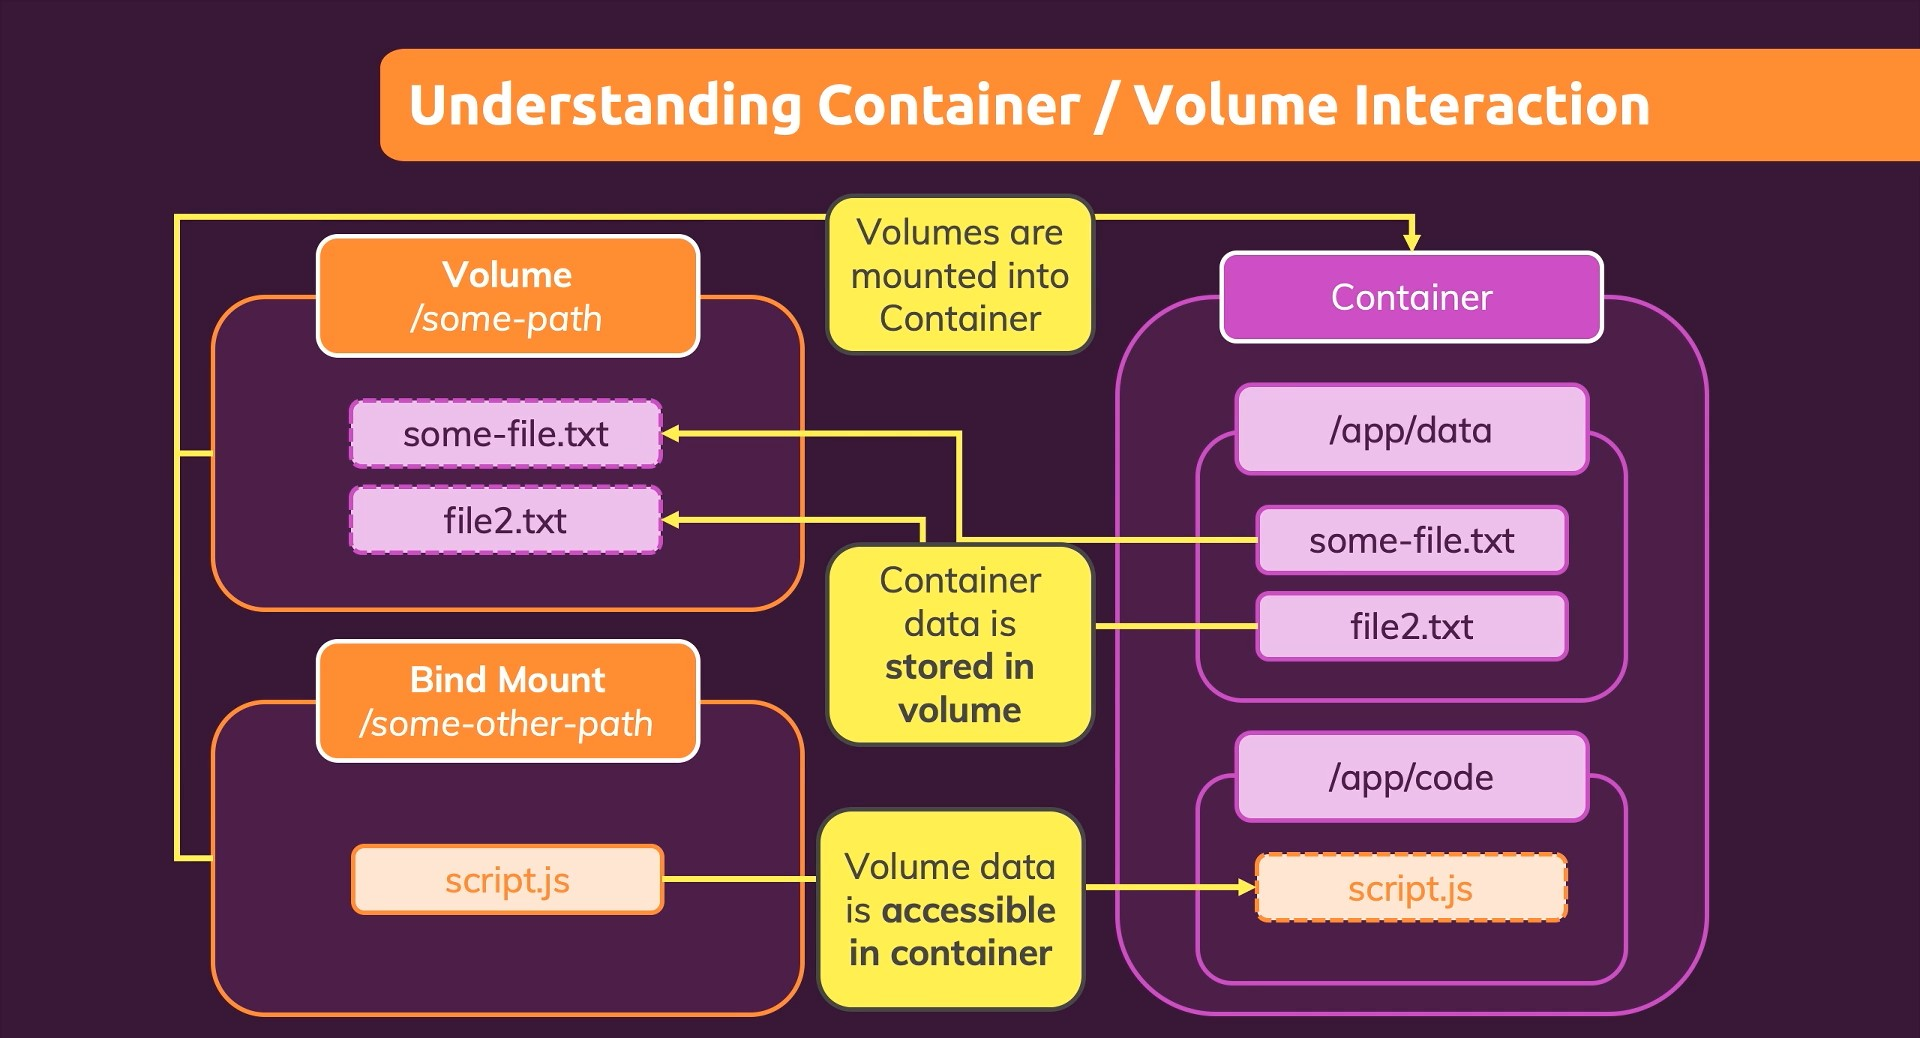 Understanding Container / Volume Interaction
Volumes are
mounted into
Container
Volume
/some-path
some-file.txt
file2.txt
Container
/app/data
some-file.txt
file2.txt
Container
data is
stored in
volume
Bind Mount
/some-other-path
script.js
Volume data
is accessible
in container
/app/code
script.js